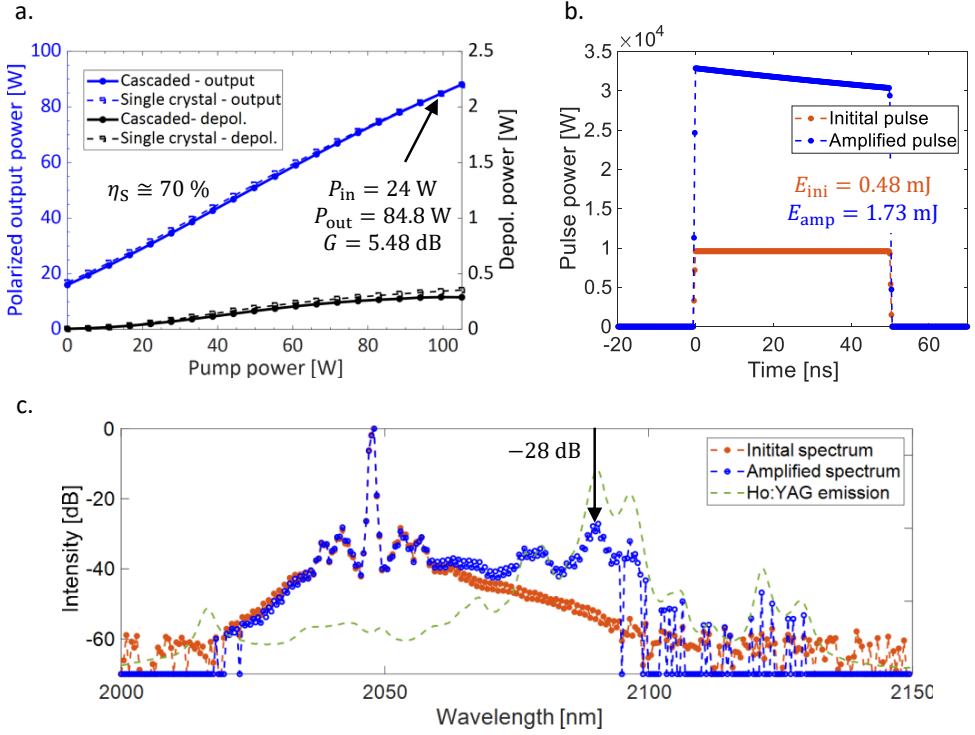 a.
Polarized output power [W]
100
80
60
40
20
0
Cascaded - output
Single crystal - output
Cascaded- depol.
Single crystal - depol.
ηS ≅ 70 %
Pin = 24 W
Pout = 84.8 W
G = 5.48 dB
2.5
2
1.5
1
0.5
0
Depol. power [W]
0 20 40 60 80 100
Pump power [W]
b.
×10⁴
Pulse power [W]
3.5
3
2.5
2
1.5
1
0.5
0
Initital pulse
Amplified pulse
Eini = 0.48 mJ
Eamp = 1.73 mJ
-20 0 20 40 60
Time [ns]
c.
Intensity [dB]
0
-20
-40
-60
−28 dB
Initital spectrum
Amplified spectrum
Ho:YAG emission
2000 2050 2100 2150
Wavelength [nm]